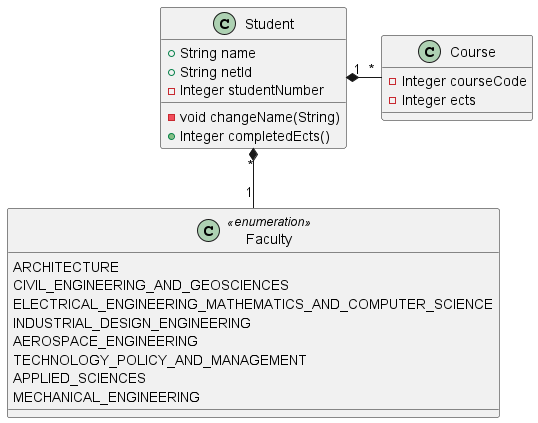 C Student
String name
String netId
Integer studentNumber
void changeName(String)
Integer completedEcts()
1 *
C Course
Integer courseCode
Integer ects
*
1
C «enumeration»
Faculty
ARCHITECTURE
CIVIL_ENGINEERING_AND_GEOSCIENCES
ELECTRICAL_ENGINEERING_MATHEMATICS_AND_COMPUTER_SCIENCE
INDUSTRIAL_DESIGN_ENGINEERING
AEROSPACE_ENGINEERING
TECHNOLOGY_POLICY_AND_MANAGEMENT
APPLIED_SCIENCES
MECHANICAL_ENGINEERING